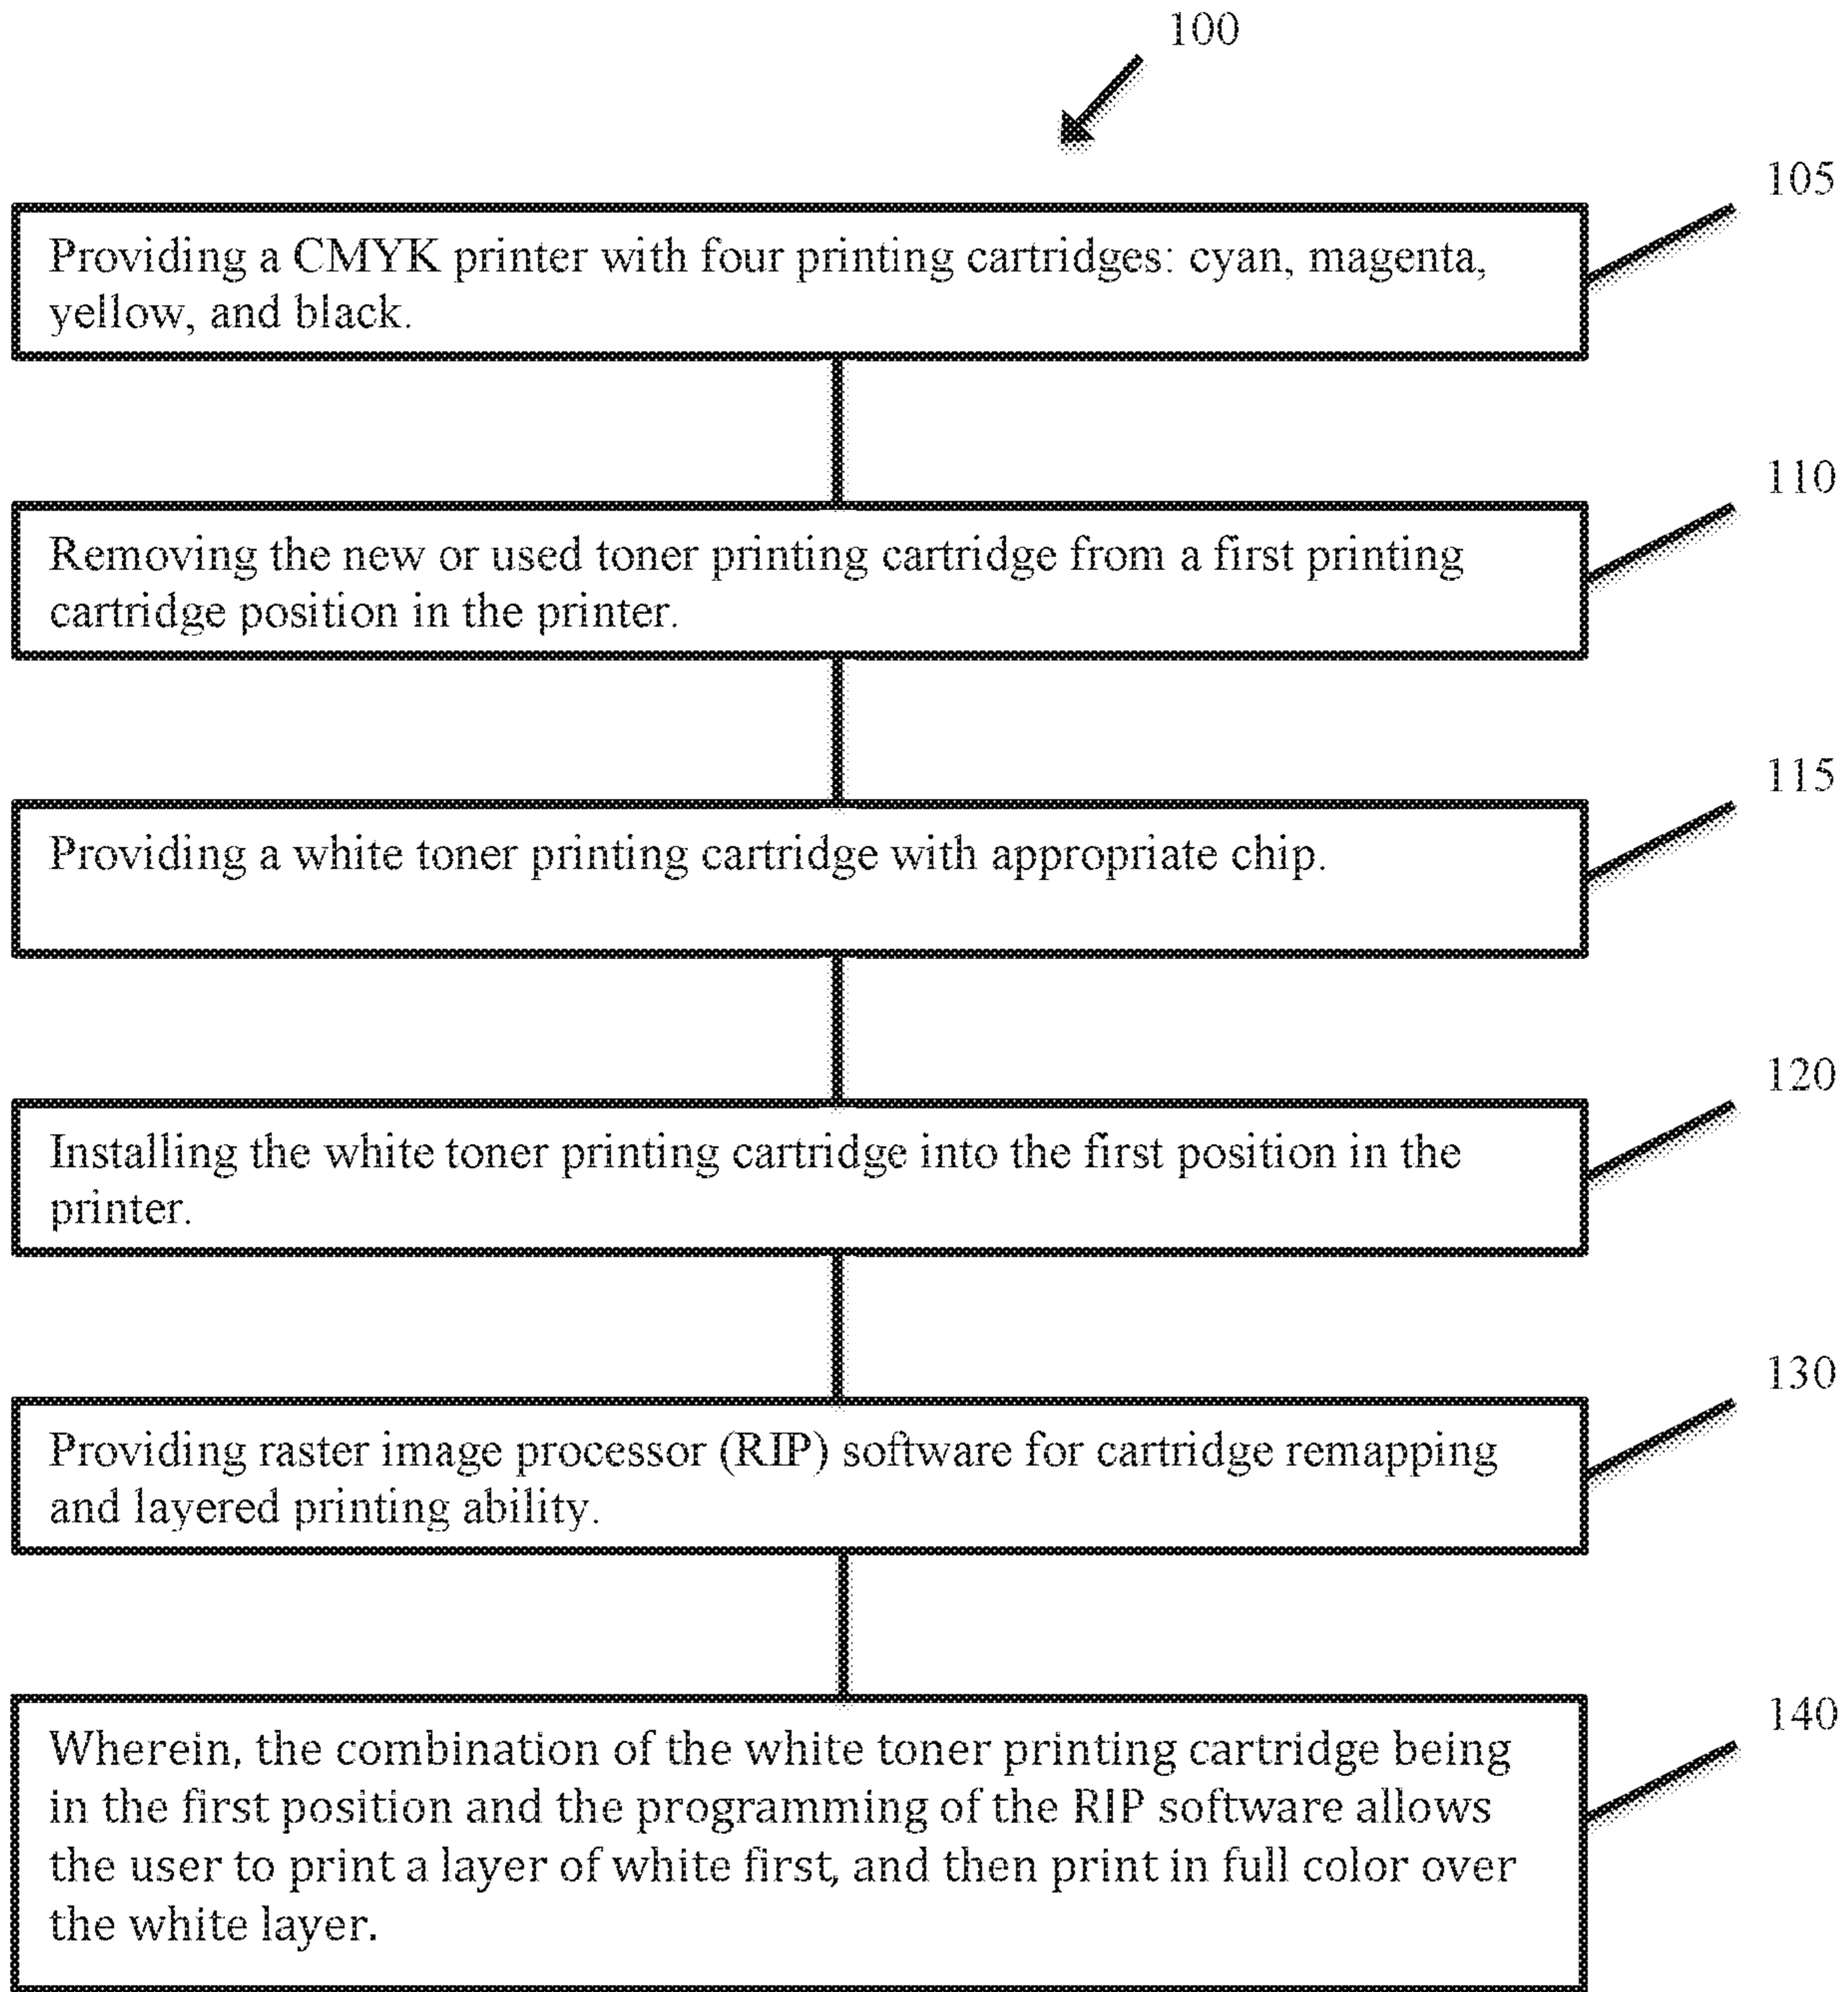 100
105
Providing a CMYK printer with four printing cartridges: cyan, magenta,
yellow, and black.
110
Removing the new or used toner printing cartridge from a first printing
cartridge position in the printer.
115
Providing a white toner printing cartridge with appropriate chip.
120
Installing the white toner printing cartridge into the first position in the
printer.
130
Providing raster image processor (RIP) software for cartridge remapping
and layered printing ability.
140
Wherein, the combination of the white toner printing cartridge being
in the first position and the programming of the RIP software allows
the user to print a layer of white first, and then print in full color over
the white layer.